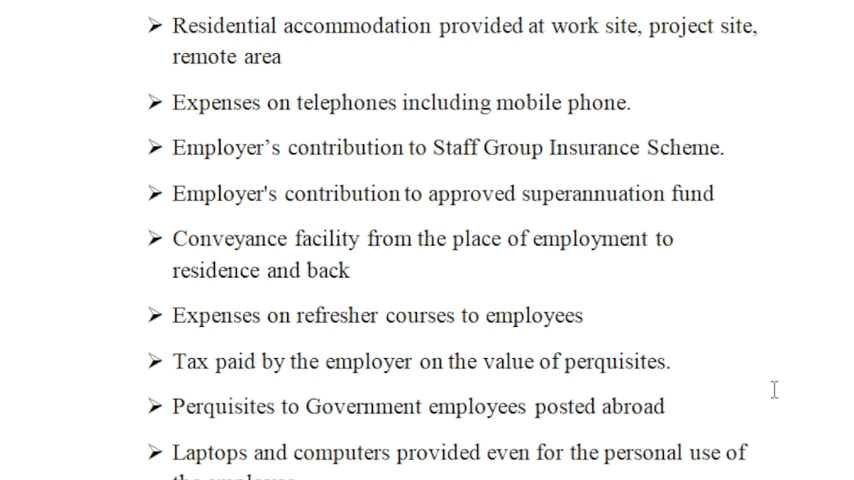 ➢ Residential accommodation provided at work site, project site,
remote area
➢ Expenses on telephones including mobile phone.
➢ Employer’s contribution to Staff Group Insurance Scheme.
➢ Employer's contribution to approved superannuation fund
➢ Conveyance facility from the place of employment to
residence and back
➢ Expenses on refresher courses to employees
➢ Tax paid by the employer on the value of perquisites.
➢ Perquisites to Government employees posted abroad
➢ Laptops and computers provided even for the personal use of